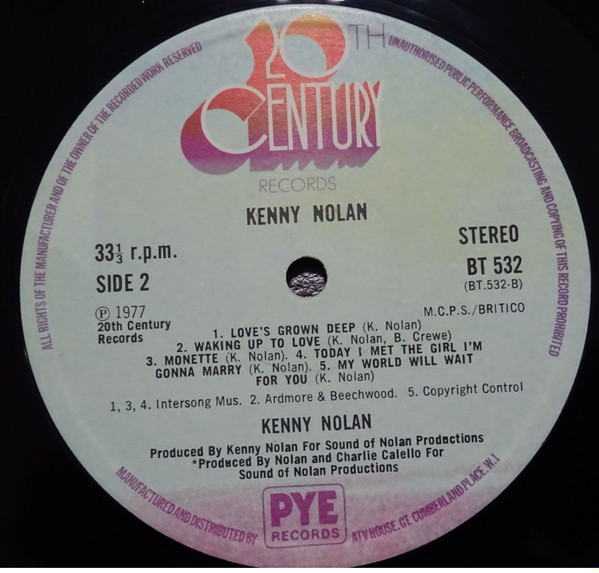 20TH
CENTURY
RECORDS
KENNY NOLAN
33⅓ r.p.m.
SIDE 2
Ⓟ 1977
20th Century
Records
STEREO
BT 532
(BT.532-B)
M.C.P.S./BRITICO
1. LOVE'S GROWN DEEP (K. Nolan)
2. WAKING UP TO LOVE (K. Nolan, B. Crewe)
3. MONETTE (K. Nolan). 4. TODAY I MET THE GIRL I'M
GONNA MARRY (K. Nolan). 5. MY WORLD WILL WAIT
FOR YOU (K. Nolan)
1, 3, 4. Intersong Mus. 2. Ardmore & Beechwood. 5. Copyright Control
KENNY NOLAN
Produced By Kenny Nolan For Sound of Nolan Productions
*Produced By Nolan and Charlie Calello For
Sound of Nolan Productions
ALL RIGHTS OF THE MANUFACTURER AND OF THE OWNER OF THE RECORDED WORK RESERVED
UNAUTHORISED PUBLIC PERFORMANCE BROADCASTING AND COPYING OF THIS RECORD PROHIBITED
MANUFACTURED AND DISTRIBUTED BY
PYE
RECORDS
ATV HOUSE, GT. CUMBERLAND PLACE, W.1